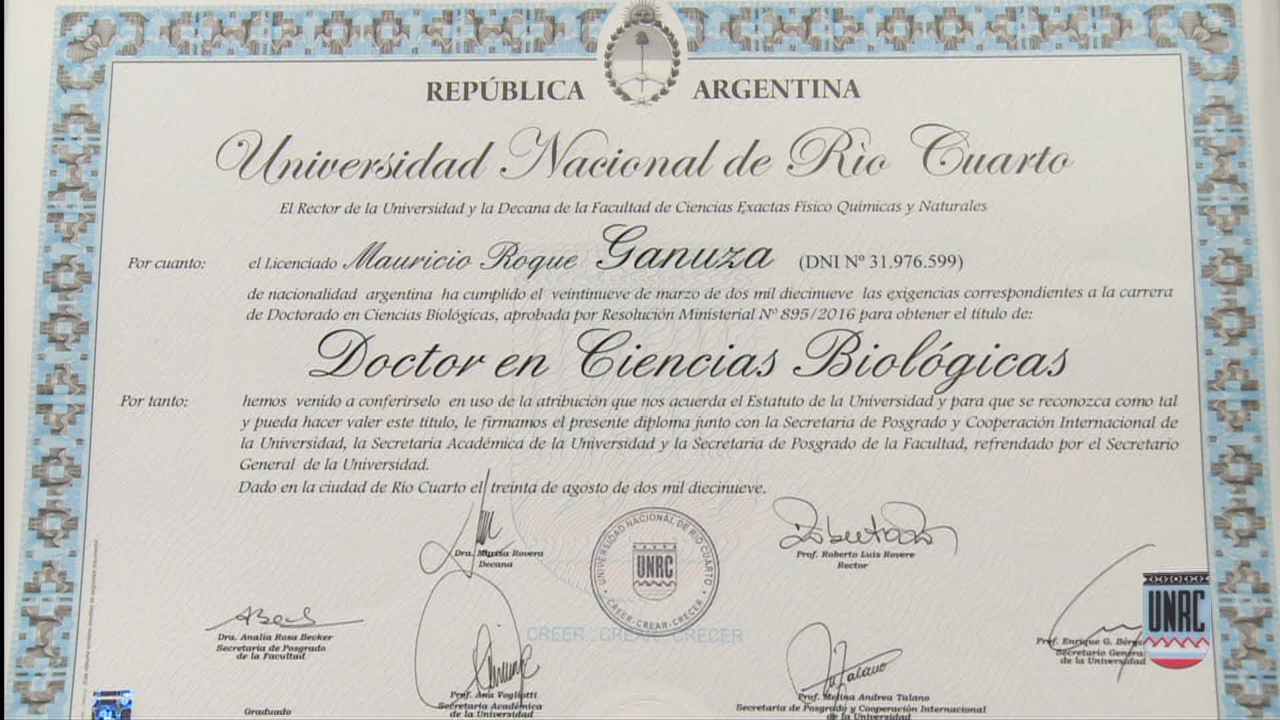 REPÚBLICA ARGENTINA
Universidad Nacional de Río Cuarto
El Rector de la Universidad y la Decana de la Facultad de Ciencias Exactas Físico Químicas y Naturales
Por cuanto: el Licenciado Mauricio Roque Ganuza (DNI Nº 31.976.599)
de nacionalidad argentina ha cumplido el veintinueve de marzo de dos mil diecinueve las exigencias correspondientes a la carrera
de Doctorado en Ciencias Biológicas, aprobada por Resolución Ministerial Nº 895/2016 para obtener el título de:
Doctor en Ciencias Biológicas
Por tanto: hemos venido a conferirselo en uso de la atribución que nos acuerda el Estatuto de la Universidad y para que se reconozca como tal
y pueda hacer valer este título, le firmamos el presente diploma junto con la Secretaria de Posgrado y Cooperación Internacional de
la Universidad, la Secretaria Académica de la Universidad y la Secretaria de Posgrado de la Facultad, refrendado por el Secretario
General de la Universidad.
Dado en la ciudad de Río Cuarto el treinta de agosto de dos mil diecinueve.
Dra. Marisa Rovera
Decana
UNIVERSIDAD NACIONAL DE RIO CUARTO
UNRC
CREER-CREAR-CRECER
Prof. Roberto Luis Rovere
Rector
CREER CREAR CRECER
Dra. Analía Rosa Becker
Secretaria de Posgrado
de la Facultad
Prof. Enrique G.
Secretario General
de la Universidad
UNRC
Prof. Ana Vogliotti
Secretaria Académica
de la Universidad
Prof. Melina Andrea Talano
Secretaria de Posgrado y Cooperación Internacional
de la Universidad
Graduado